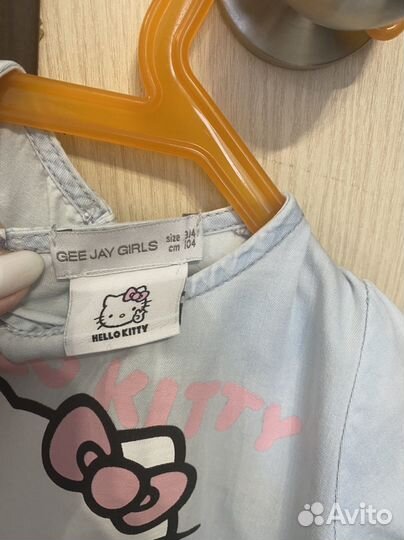 GEE JAY GIRLS size 3/4
cm 104
HELLO KITTY
O KITTY
Avito